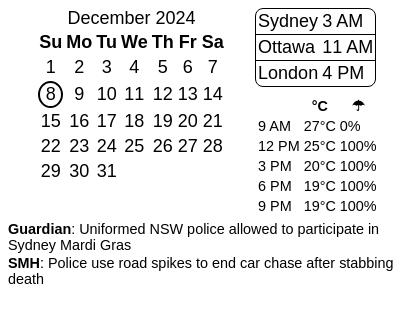 December 2024
Su Mo Tu We Th Fr Sa
1 2 3 4 5 6 7
8 9 10 11 12 13 14
15 16 17 18 19 20 21
22 23 24 25 26 27 28
29 30 31
Sydney 3 AM
Ottawa 11 AM
London 4 PM
°C ☂
9 AM 27°C 0%
12 PM 25°C 100%
3 PM 20°C 100%
6 PM 19°C 100%
9 PM 19°C 100%
Guardian: Uniformed NSW police allowed to participate in
Sydney Mardi Gras
SMH: Police use road spikes to end car chase after stabbing
death